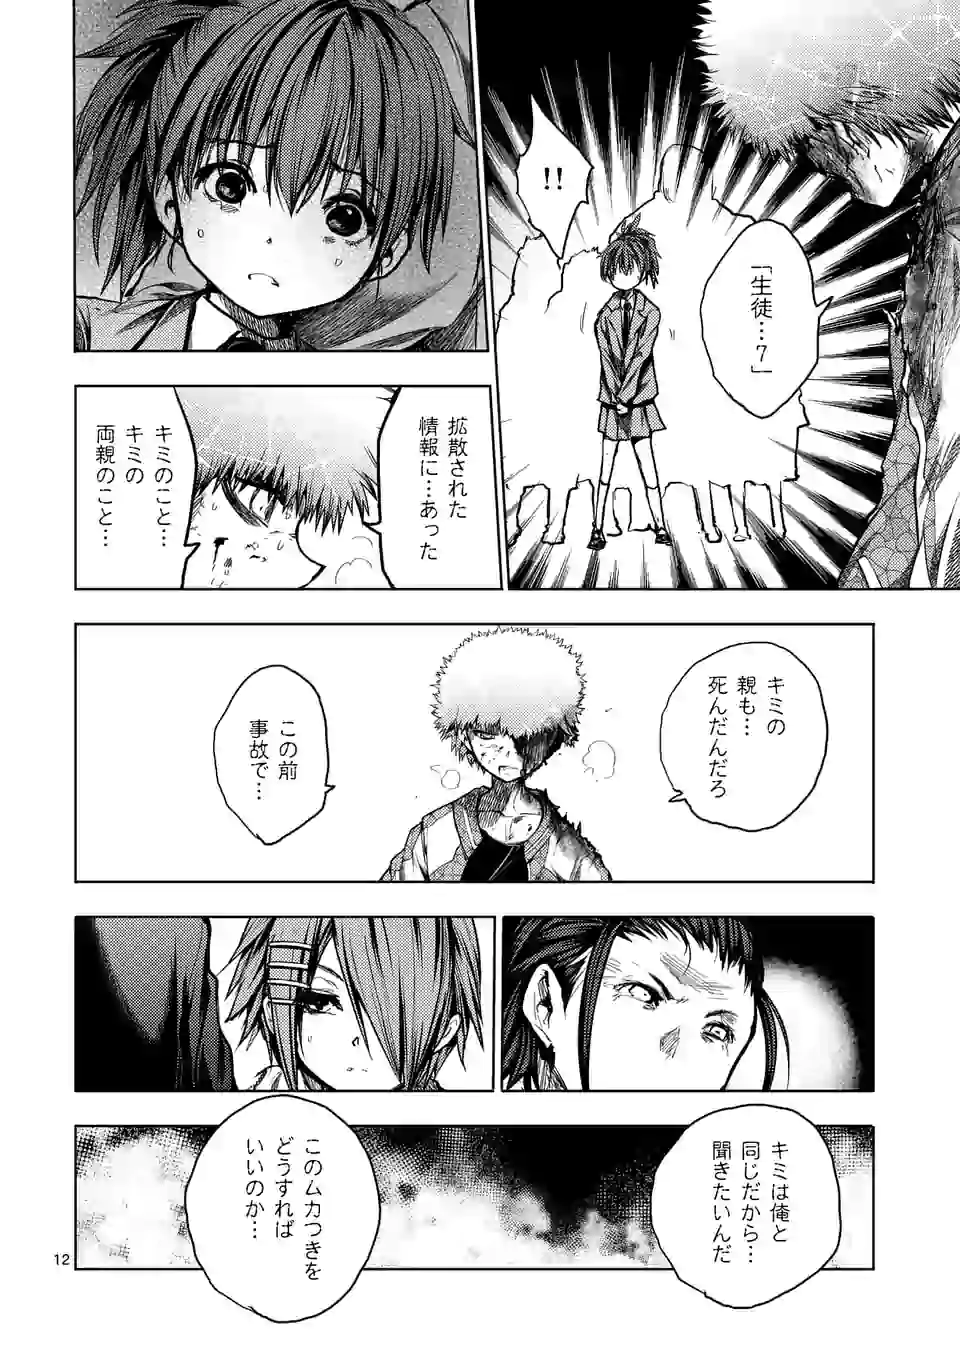 「生徒…7」
!!
拡散された
情報に…あった
キミのこと…
キミの
両親のこと…
キミの
親も…
死んだんだろ
この前
事故で…
キミは俺と
同じだから…
聞きたいんだ
このムカつきを
どうすれば
いいのか…
12